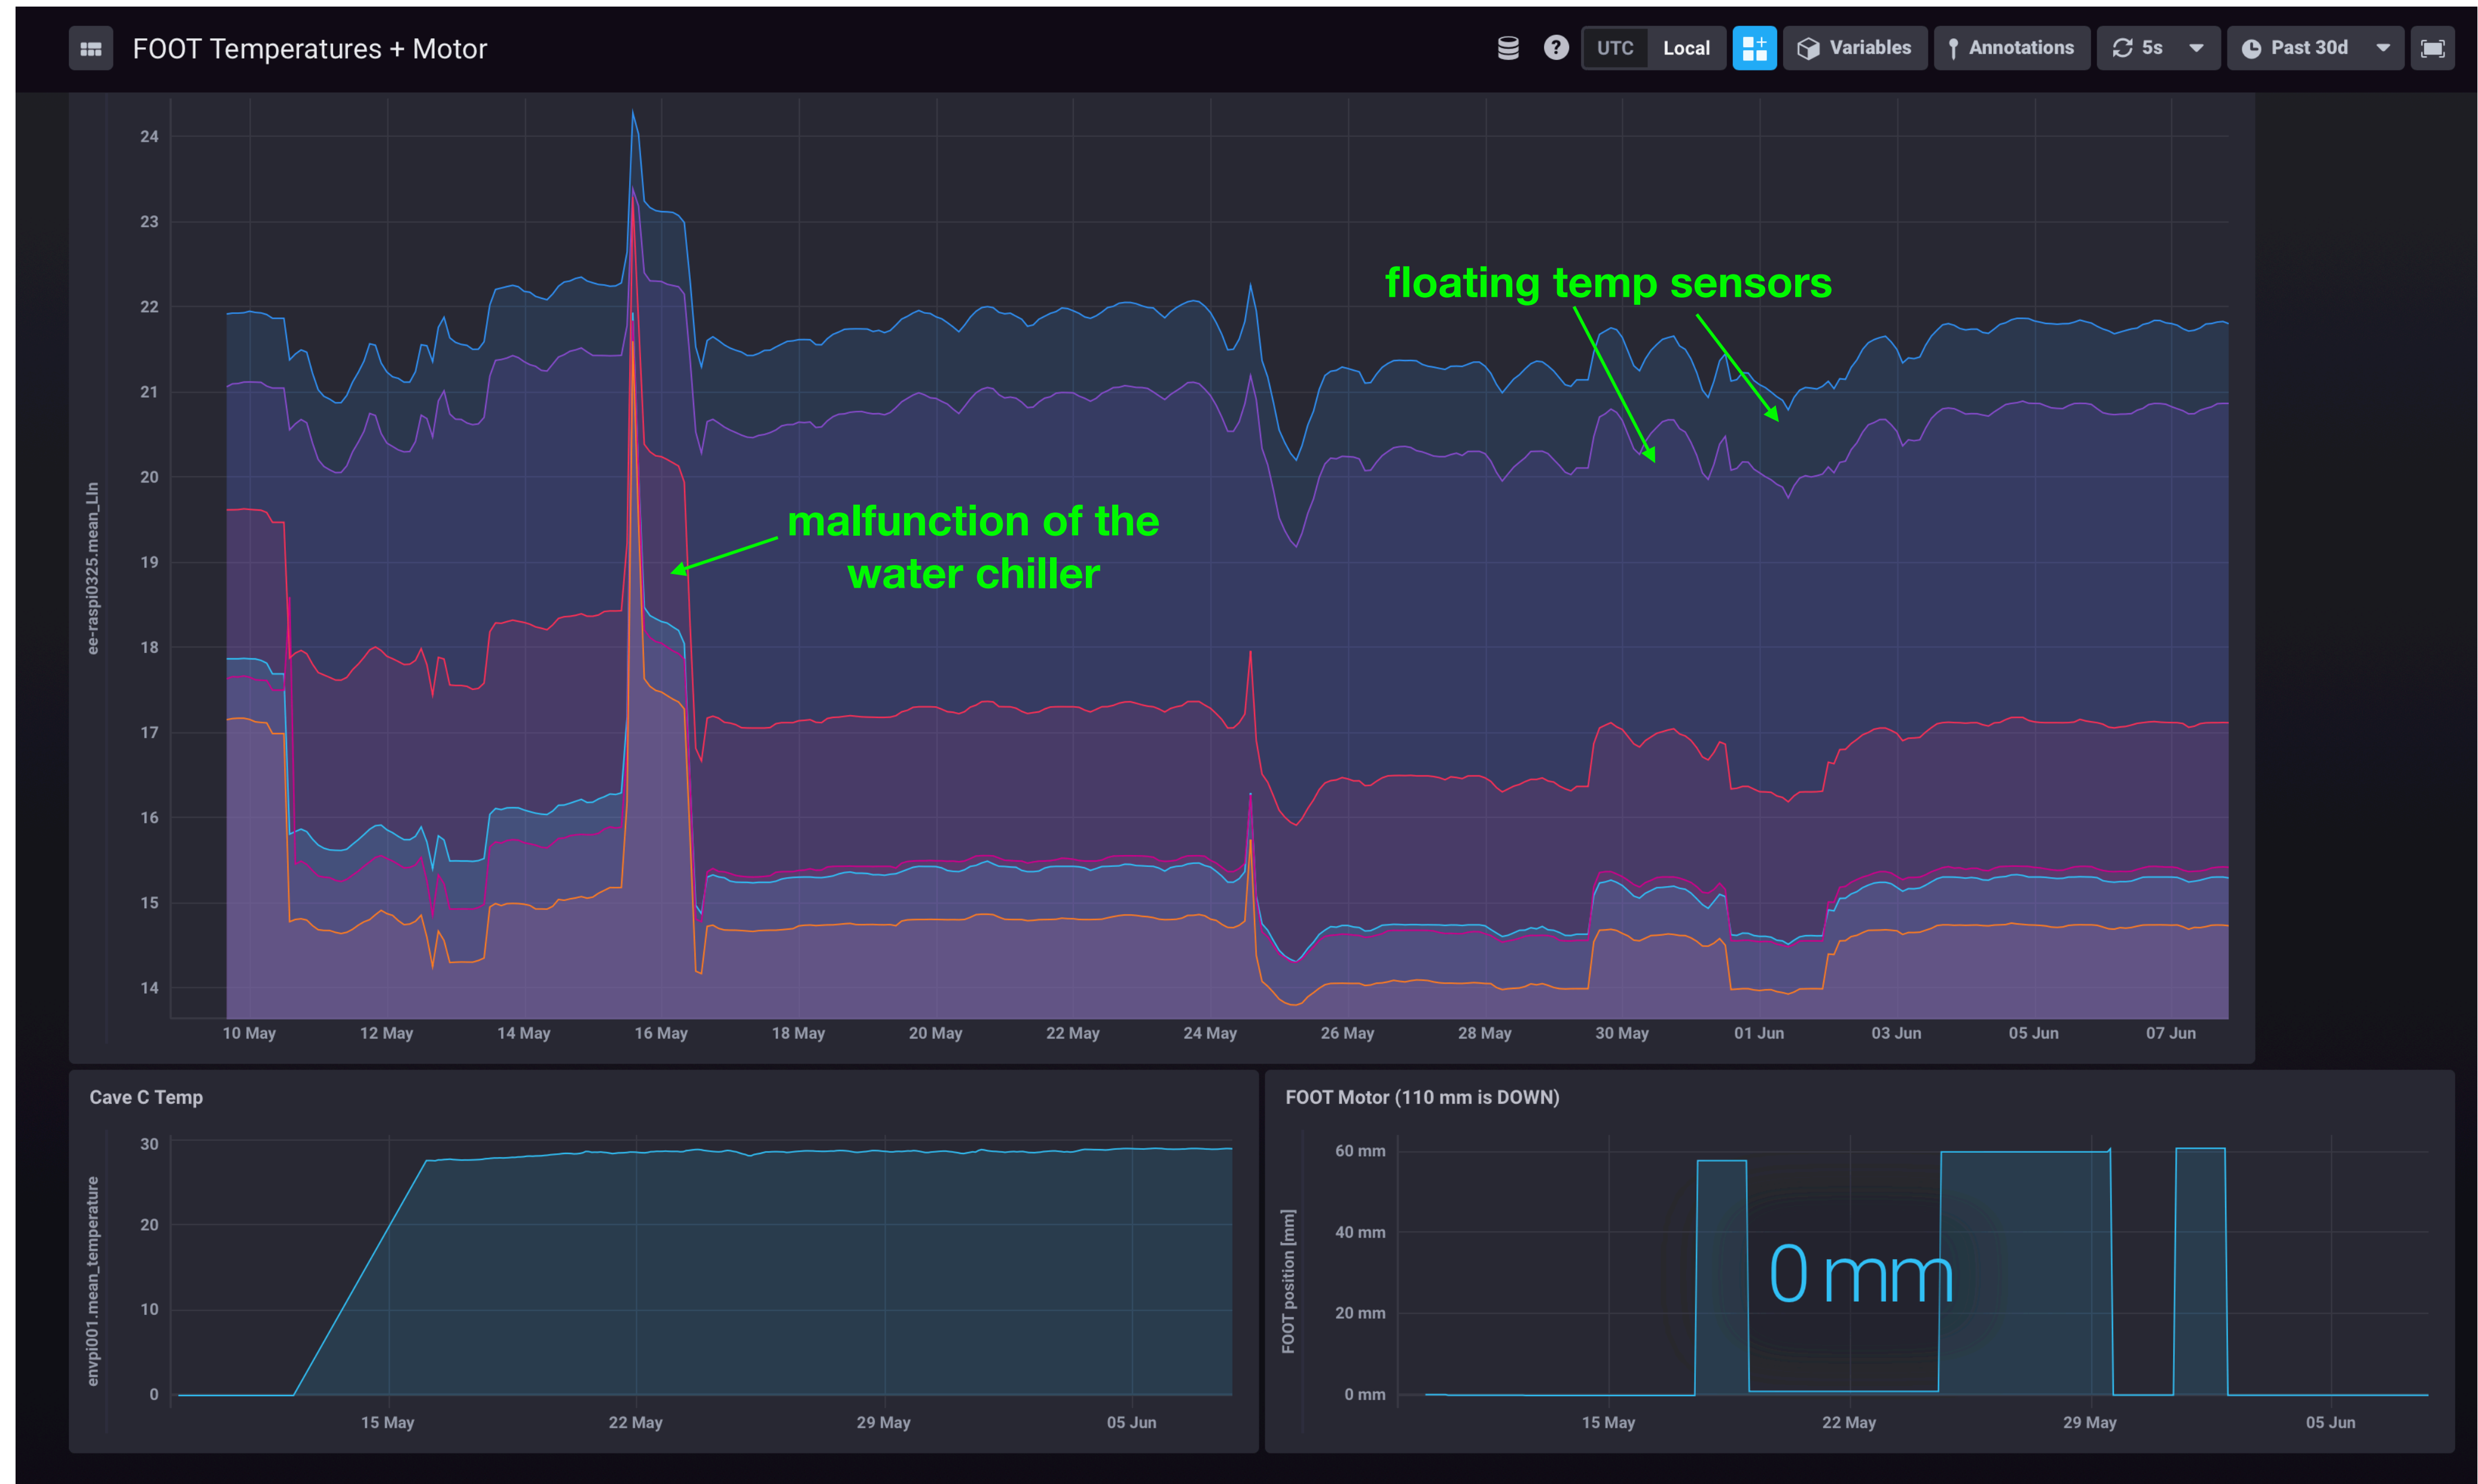 FOOT Temperatures + Motor
UTC Local Variables Annotations 5s Past 30d
24
23
22
21
20
19
18
17
16
15
14
ee-raspi0325.mean_LIn
floating temp sensors
malfunction of the
water chiller
10 May 12 May 14 May 16 May 18 May 20 May 22 May 24 May 26 May 28 May 30 May 01 Jun 03 Jun 05 Jun 07 Jun
Cave C Temp
30
20
10
0
envpi001.mean_temperature
15 May 22 May 29 May 05 Jun
FOOT Motor (110 mm is DOWN)
60 mm
40 mm
20 mm
0 mm
FOOT position [mm]
0 mm
15 May 22 May 29 May 05 Jun